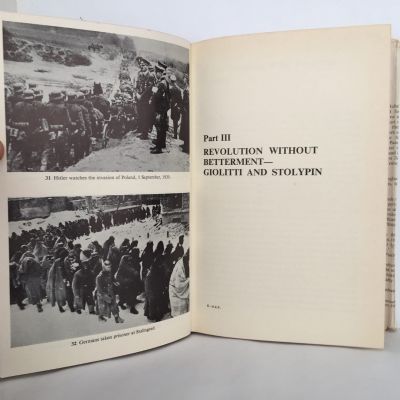 31 Hitler watches the invasion of Poland, 1 September, 1939.
32 Germans taken prisoner at Stalingrad.
Part III
REVOLUTION WITHOUT
BETTERMENT—
GIOLITTI AND STOLYPIN